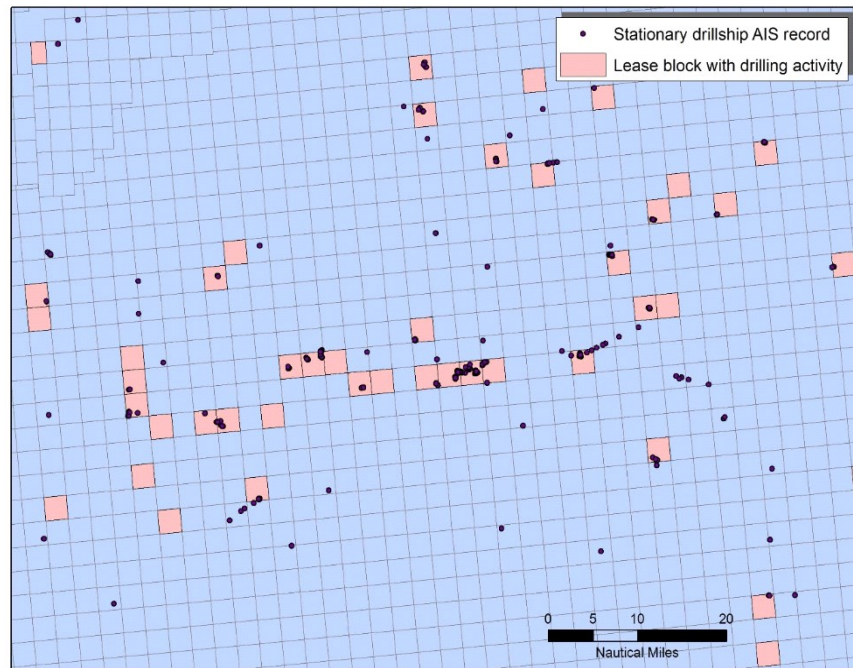 Stationary drillship AIS record
Lease block with drilling activity
0 5 10 20
Nautical Miles